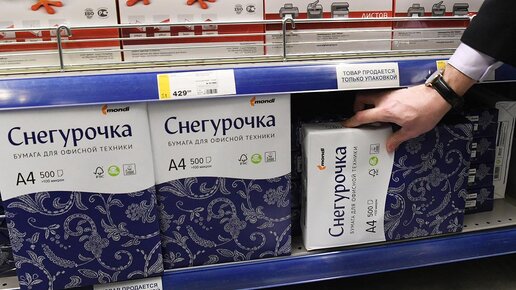 ЛИСТОВ
ТОВАР ПРОДАЕТСЯ
ТОЛЬКО УПАКОВКОЙ
429
mondi
Снегурочка
БУМАГА ДЛЯ ОФИСНОЙ ТЕХНИКИ
A4 500
mondi
Снегурочка
БУМАГА ДЛЯ ОФИСНОЙ ТЕХНИКИ
A4 500
mondi
Снегурочка
БУМАГА ДЛЯ ОФИСНОЙ ТЕХНИКИ
A4 500